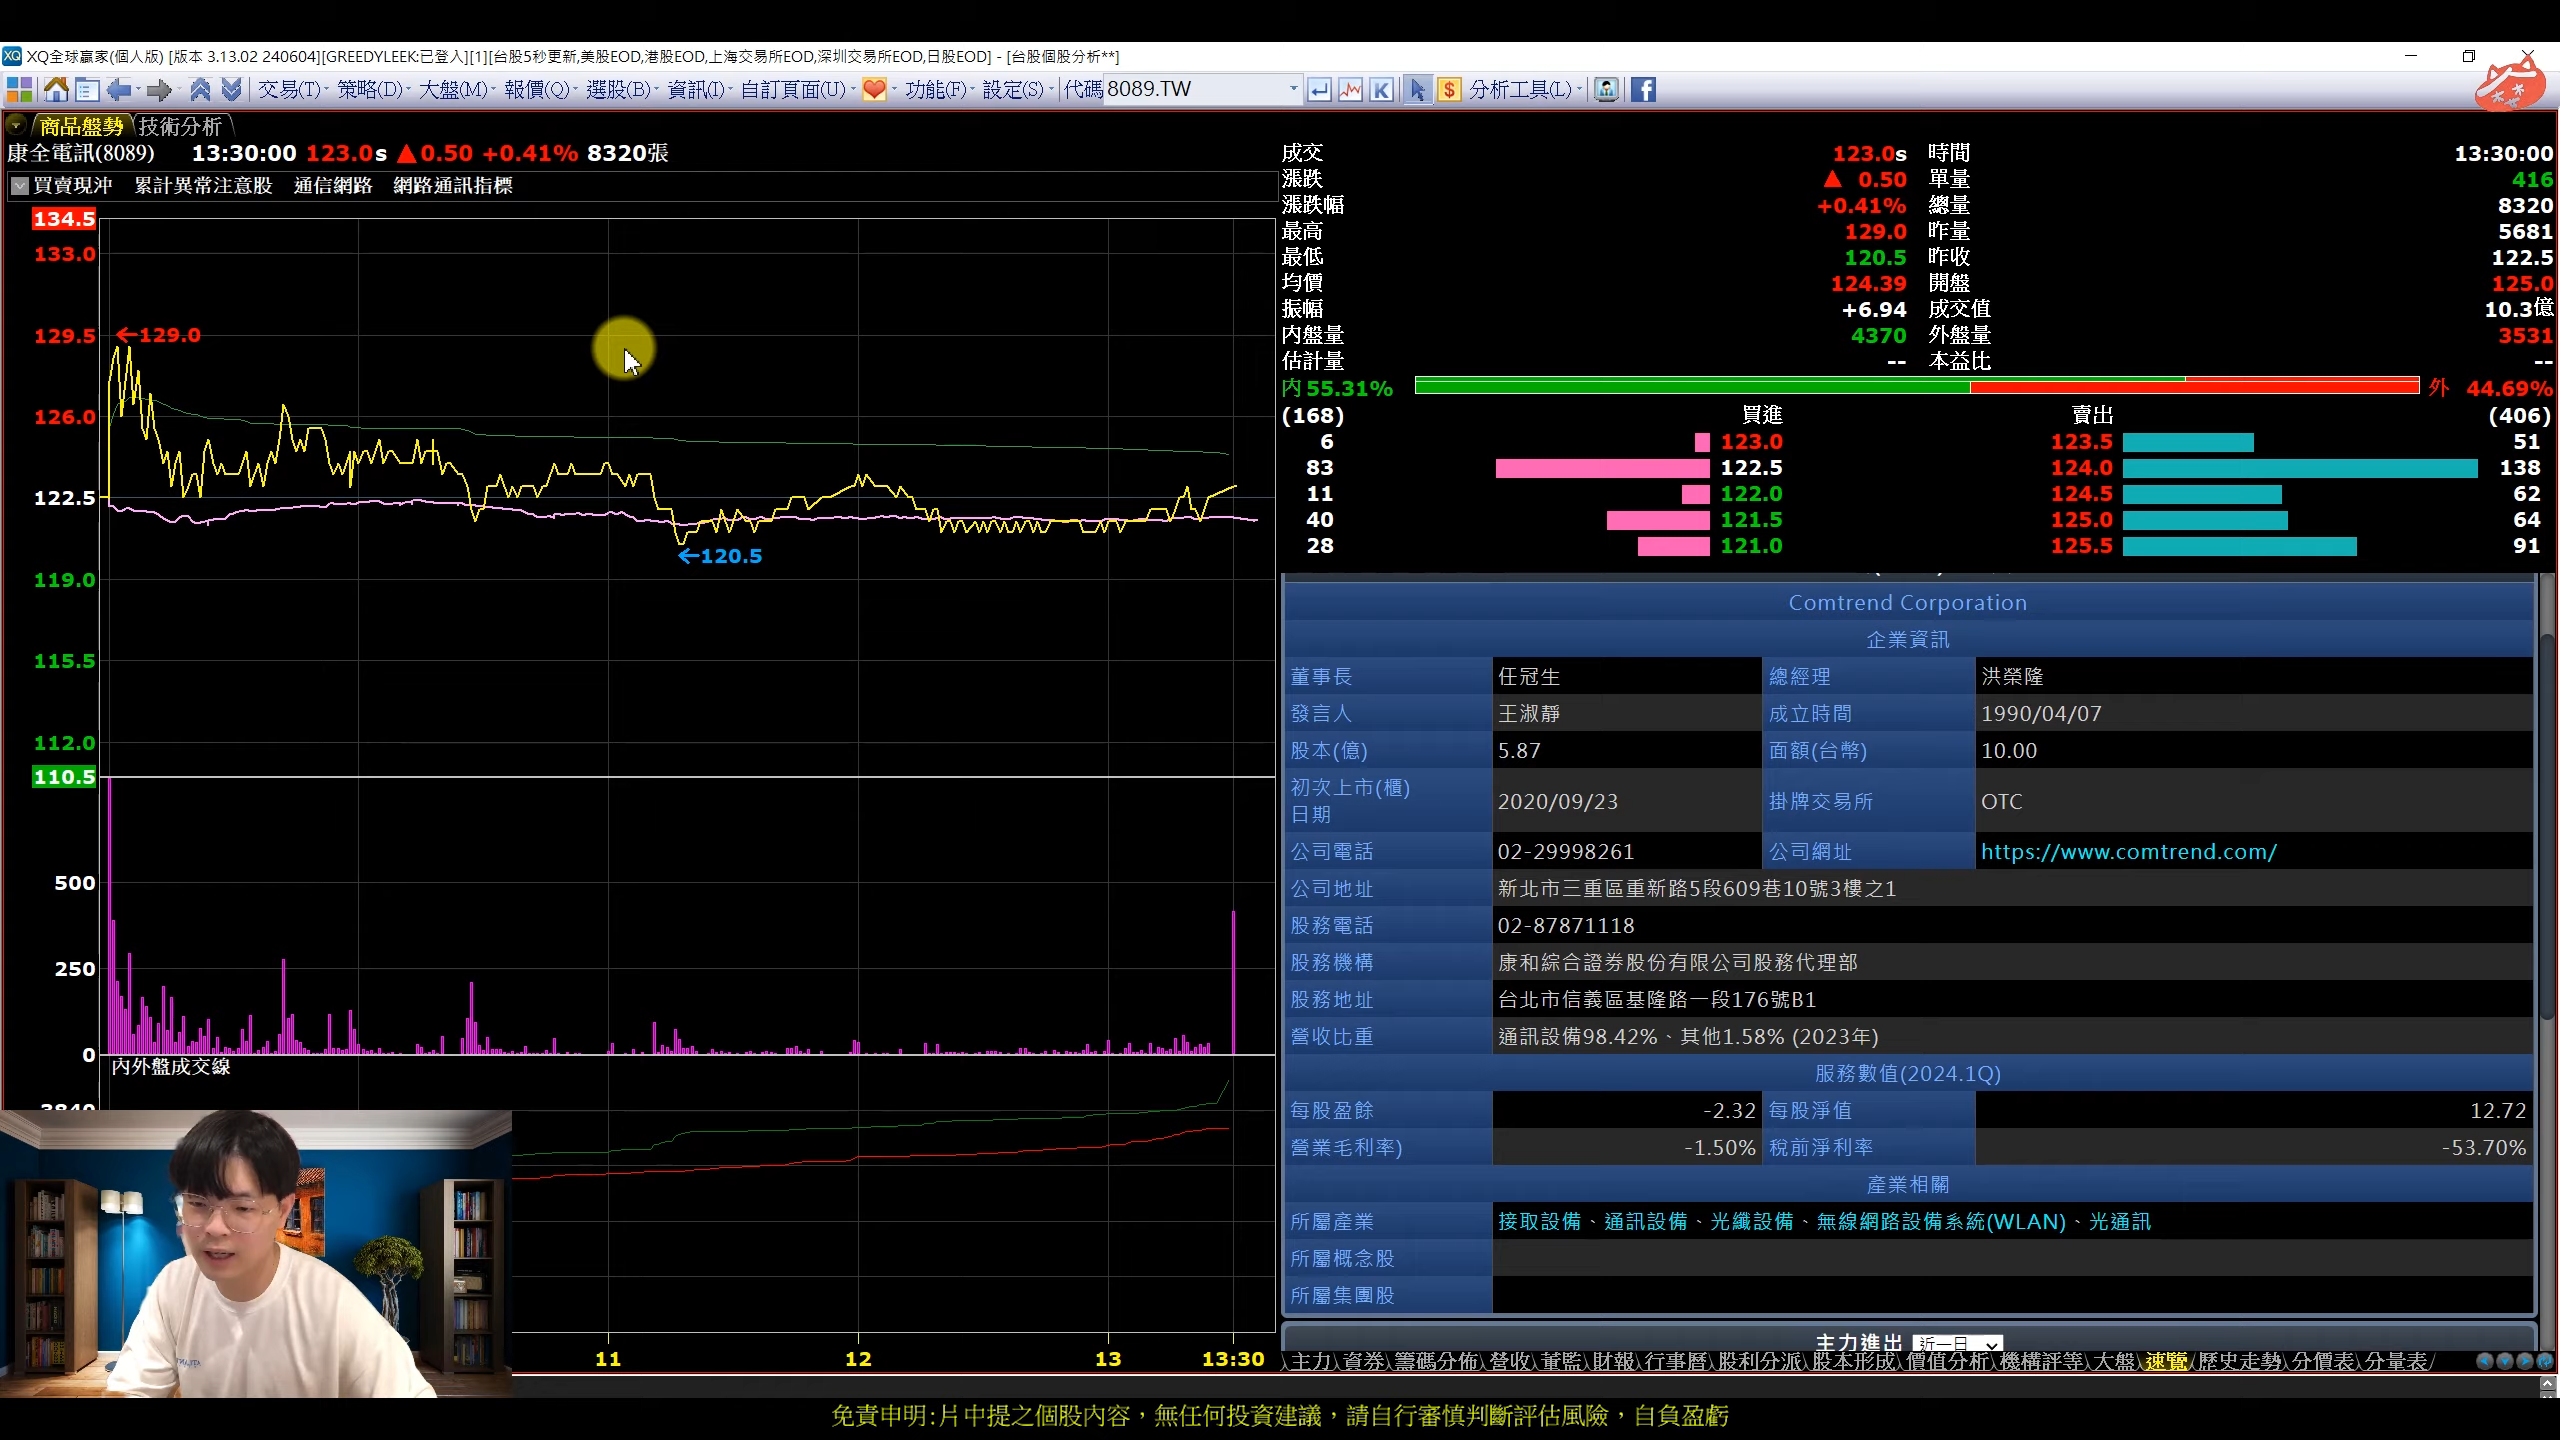 XQ全球贏家(個人版) [版本 3.13.02 240604][GREEDYLEEK:已登入][1][台股5秒更新,美股EOD,港股EOD,上海交易所EOD,深圳交易所EOD,日股EOD] - [台股個股分析**]
交易(T) 策略(D) 大盤(M) 報價(Q) 選股(B) 資訊(I) 自訂頁面(U) 功能(F) 設定(S) 代碼 8089.TW K $ 分析工具(L)
商品盤勢 技術分析
康全電訊(8089) 13:30:00 123.0s ▲0.50 +0.41% 8320張
買賣現沖 累計異常注意股 通信網路 網路通訊指標
134.5
133.0
129.5
←129.0
126.0
122.5
←120.5
119.0
115.5
112.0
110.5
500
250
0
內外盤成交線
11 12 13 13:30
成交 123.0s 時間 13:30:00
漲跌 ▲ 0.50 單量 416
漲跌幅 +0.41% 總量 8320
最高 129.0 昨量 5681
最低 120.5 昨收 122.5
均價 124.39 開盤 125.0
振幅 +6.94 成交值 10.3億
內盤量 4370 外盤量 3531
估計量 -- 本益比 --
內 55.31% 外 44.69%
(168) 買進 賣出 (406)
6 123.0 123.5 51
83 122.5 124.0 138
11 122.0 124.5 62
40 121.5 125.0 64
28 121.0 125.5 91
Comtrend Corporation
企業資訊
董事長 任冠生 總經理 洪榮隆
發言人 王淑靜 成立時間 1990/04/07
股本(億) 5.87 面額(台幣) 10.00
初次上市(櫃)日期 2020/09/23 掛牌交易所 OTC
公司電話 02-29998261 公司網址 https://www.comtrend.com/
公司地址 新北市三重區重新路5段609巷10號3樓之1
股務電話 02-87871118
股務機構 康和綜合證券股份有限公司股務代理部
股務地址 台北市信義區基隆路一段176號B1
營收比重 通訊設備98.42%、其他1.58% (2023年)
服務數值(2024.1Q)
每股盈餘 -2.32 每股淨值 12.72
營業毛利率) -1.50% 稅前淨利率 -53.70%
產業相關
所屬產業 接取設備、通訊設備、光纖設備、無線網路設備系統(WLAN)、光通訊
所屬概念股
所屬集團股
主力進出 近一日
主力 資券 籌碼分佈 營收 董監 財報 行事曆 股利分派 股本形成 價值分析 機構評等 大盤 速覽 歷史走勢 分價表 分量表
免責申明:片中提之個股內容，無任何投資建議，請自行審慎判斷評估風險，自負盈虧